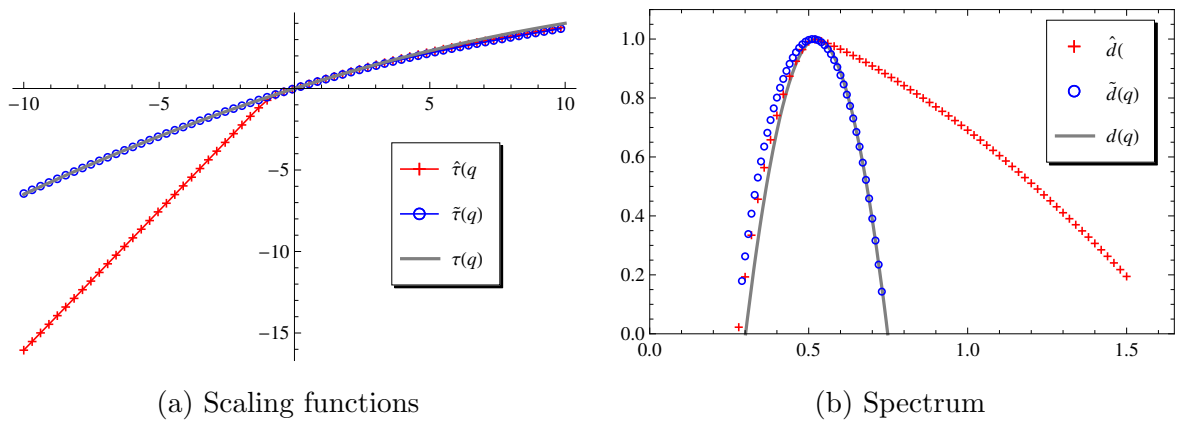 -10
-5
5
10
-5
-10
-15
τ̂(q
τ̃(q)
τ(q)
(a) Scaling functions
0.0
0.2
0.4
0.6
0.8
1.0
0.0
0.5
1.0
1.5
d̂(
d̃(q)
d(q)
(b) Spectrum